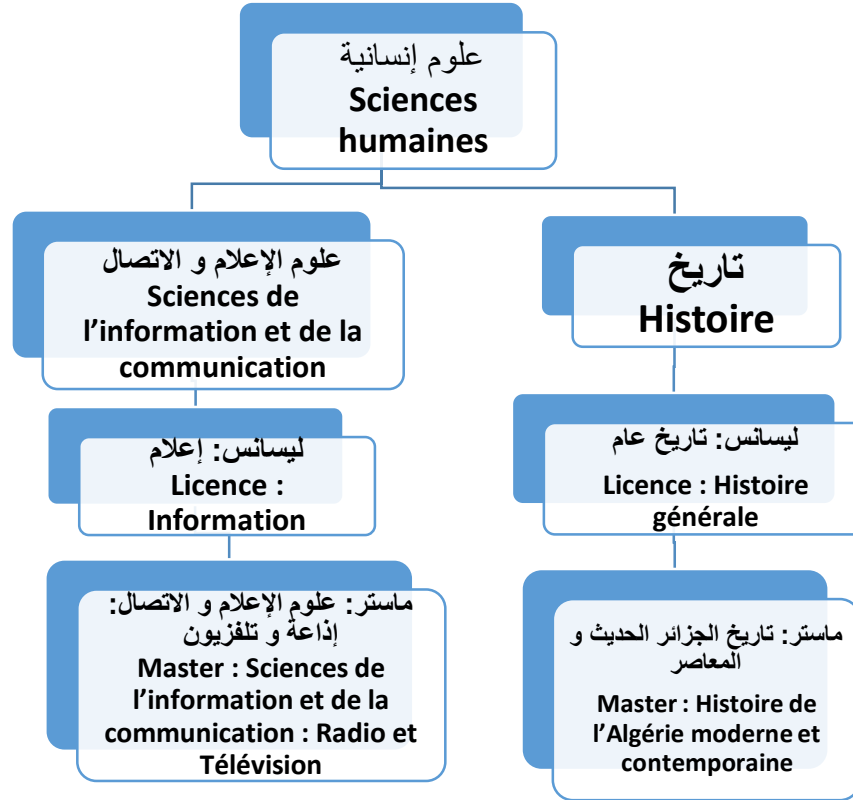 علوم إنسانية
Sciences
humaines
علوم الإعلام و الاتصال
Sciences de
l’information et de la
communication
تاريخ
Histoire
ليسانس: إعلام
Licence :
Information
ليسانس: تاريخ عام
Licence : Histoire
générale
ماستر: علوم الإعلام و الاتصال:
إذاعة و تلفزيون
Master : Sciences de
l’information et de la
communication : Radio et
Télévision
ماستر: تاريخ الجزائر الحديث و
المعاصر
Master : Histoire de
l’Algérie moderne et
contemporaine